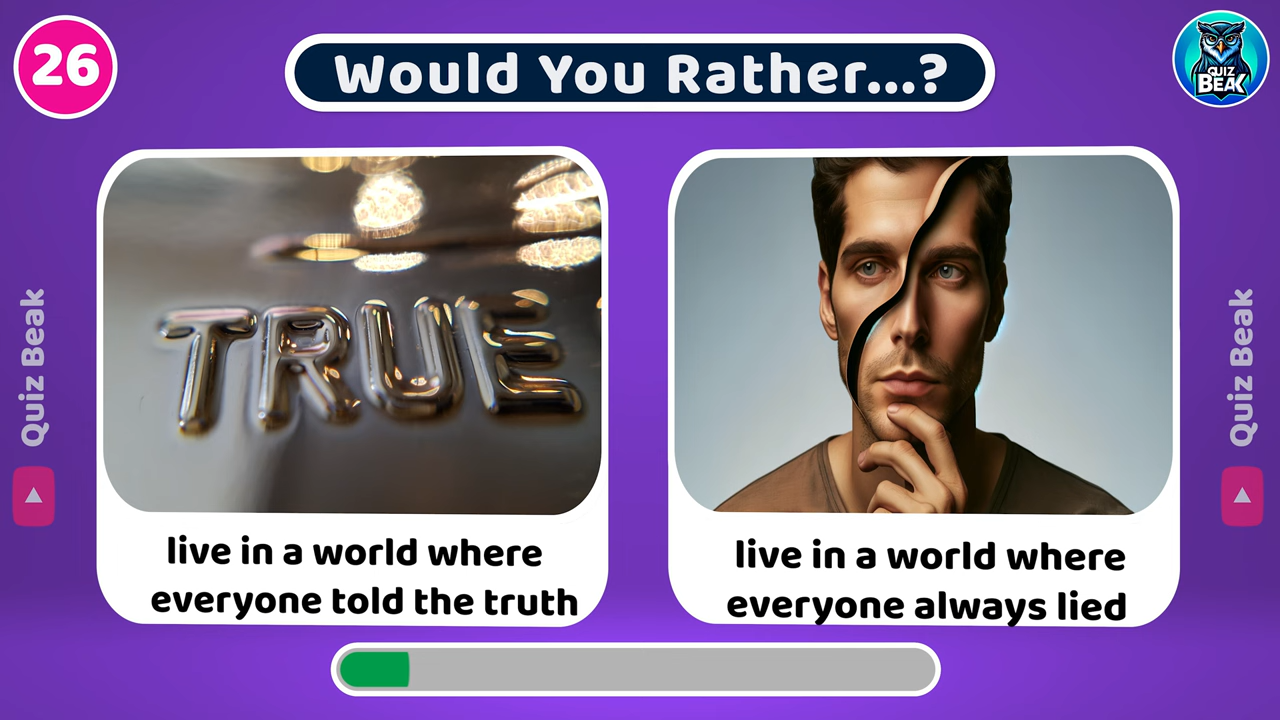 26
Would You Rather...?
QUIZ
BEAK
TRUE
live in a world where
everyone told the truth
live in a world where
everyone always lied
Quiz Beak
Quiz Beak